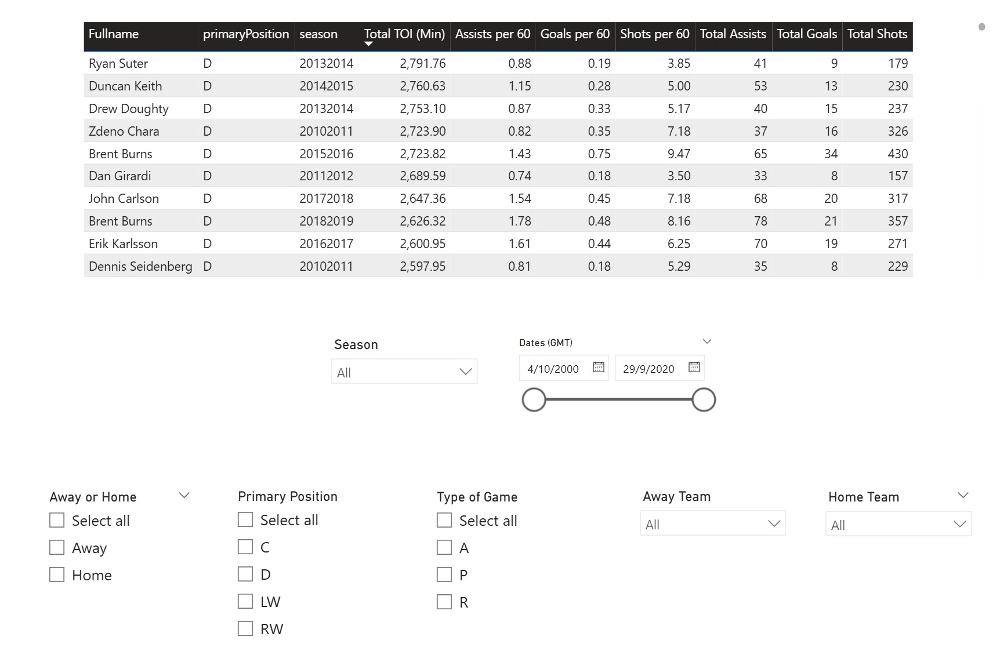 Fullname primaryPosition season Total TOI (Min) Assists per 60 Goals per 60 Shots per 60 Total Assists Total Goals Total Shots
Ryan Suter D 20132014 2,791.76 0.88 0.19 3.85 41 9 179
Duncan Keith D 20142015 2,760.63 1.15 0.28 5.00 53 13 230
Drew Doughty D 20132014 2,753.10 0.87 0.33 5.17 40 15 237
Zdeno Chara D 20102011 2,723.90 0.82 0.35 7.18 37 16 326
Brent Burns D 20152016 2,723.82 1.43 0.75 9.47 65 34 430
Dan Girardi D 20112012 2,689.59 0.74 0.18 3.50 33 8 157
John Carlson D 20172018 2,647.36 1.54 0.45 7.18 68 20 317
Brent Burns D 20182019 2,626.32 1.78 0.48 8.16 78 21 357
Erik Karlsson D 20162017 2,600.95 1.61 0.44 6.25 70 19 271
Dennis Seidenberg D 20102011 2,597.95 0.81 0.18 5.29 35 8 229
Season
All
Dates (GMT)
4/10/2000 29/9/2020
Away or Home
Select all
Away
Home
Primary Position
Select all
C
D
LW
RW
Type of Game
Select all
A
P
R
Away Team
All
Home Team
All